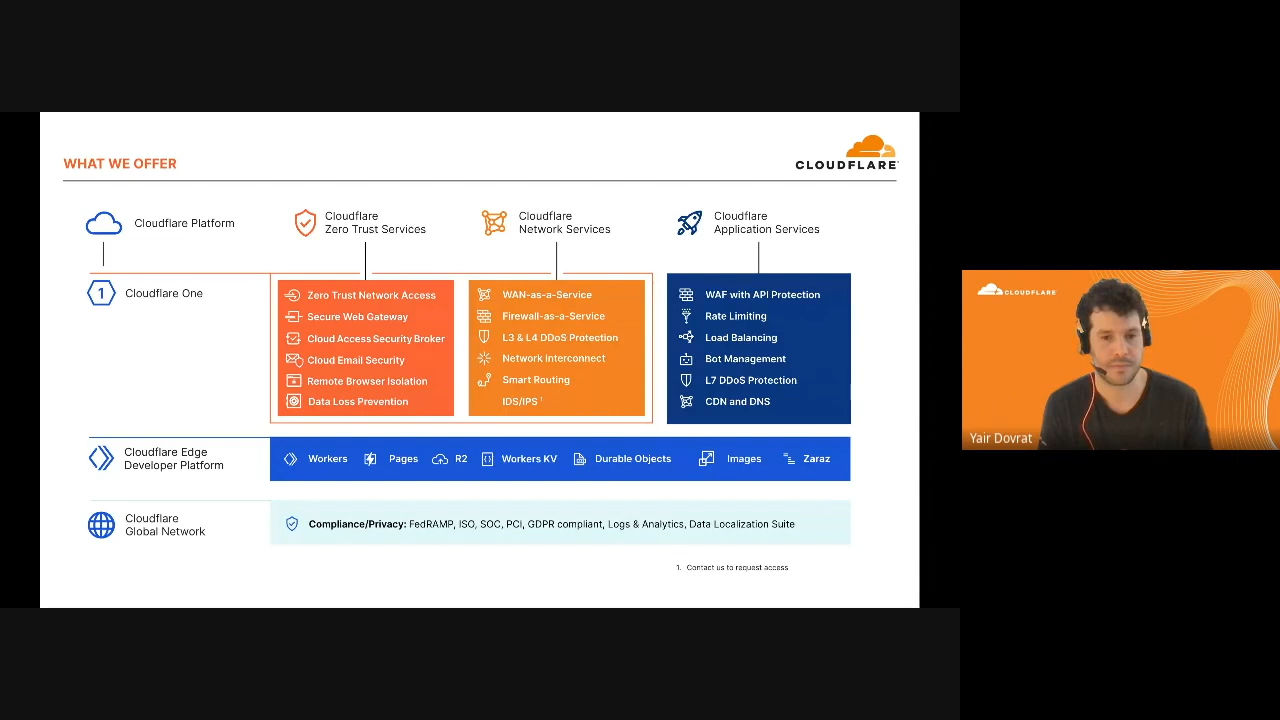 WHAT WE OFFER
CLOUDFLARE
Cloudflare Platform
Cloudflare
Zero Trust Services
Cloudflare
Network Services
Cloudflare
Application Services
1
Cloudflare One
Zero Trust Network Access
Secure Web Gateway
Cloud Access Security Broker
Cloud Email Security
Remote Browser Isolation
Data Loss Prevention
WAN-as-a-Service
Firewall-as-a-Service
L3 & L4 DDoS Protection
Network Interconnect
Smart Routing
IDS/IPS 1
WAF with API Protection
Rate Limiting
Load Balancing
Bot Management
L7 DDoS Protection
CDN and DNS
Cloudflare Edge
Developer Platform
Workers Pages R2 Workers KV Durable Objects Images Zaraz
Cloudflare
Global Network
Compliance/Privacy: FedRAMP, ISO, SOC, PCI, GDPR compliant, Logs & Analytics, Data Localization Suite
1. Contact us to request access
CLOUDFLARE
Yair Dovrat